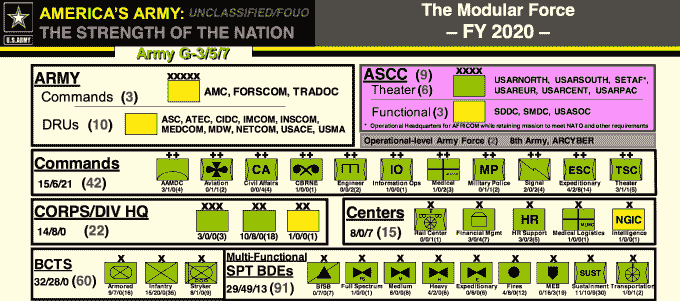 AMERICA'S ARMY: UNCLASSIFIED/FOUO
THE STRENGTH OF THE NATION
U.S. ARMY
The Modular Force
– FY 2020 –
Army G-3/5/7
ARMY
XXXXX
Commands (3)
AMC, FORSCOM, TRADOC
DRUs (10)
ASC, ATEC, CIDC, IMCOM, INSCOM,
MEDCOM, MDW, NETCOM, USACE, USMA
ASCC (9)
XXXX
Theater (6)
USARNORTH, USARSOUTH, SETAF*,
USAREUR, USARCENT, USARPAC
Functional (3)
SDDC, SMDC, USASOC
* Operational Headquarters for AFRICOM while retaining mission to meet NATO and other requirements
Operational-level Army Force (2) 8th Army, ARCYBER
Commands
15/6/21 (42)
++ ++ ++ ++ ++ ++ ++ ++ ++ ++ ++
CA IO MP ESC TSC
AAMDC Aviation Civil Affairs CBRNE Engineer Information Ops Medical Military Police Signal Expeditionary Theater
3/1/0(4) 0/1/1(2) 0/0/4(4) 1/0/0(1) 0/0/2(2) 1/0/0(1) 1/0/2(3) 0/1/1(2) 2/0/2(4) 4/2/8(14) 3/1/1(5)
CORPS/DIV HQ
14/8/0 (22)
XXX XX XX
3/0/0(3) 10/8/0(18) 1/0/0(1)
Centers
8/0/7 (15)
X X X X X
HR NGIC
Rail Center Financial Mgmt HR Support Medical Logistics Intelligence
0/0/1(1) 3/0/4(7) 3/0/2(5) 1/0/0(1) 1/0/0(1)
BCTS
32/28/0 (60)
X X X
Armored Infantry Stryker
9/7/0(16) 15/20/0(35) 8/1/0(9)
Multi-Functional
SPT BDEs
29/49/13 (91)
X X X X X X X X X
SUST
BfSB Full Spectrum Medium Heavy Expeditionary Fires MEB Sustainment Transportation
0/7/0(7) 1/0/0(1) 6/0/0(6) 4/2/0(6) 0/6/0(6) 4/8/0(12) 0/16/3(19) 11/10/9(30) 1/0/1(2)